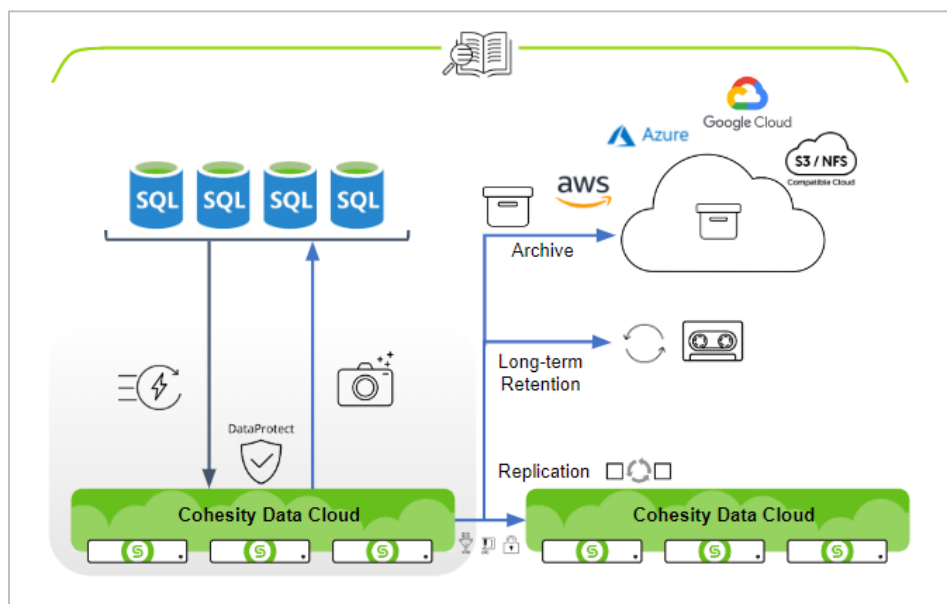 Google Cloud
Azure
S3 / NFS
Compatible Cloud
aws
SQL
SQL
SQL
SQL
Archive
Long-term
Retention
DataProtect
Replication
Cohesity Data Cloud
Cohesity Data Cloud